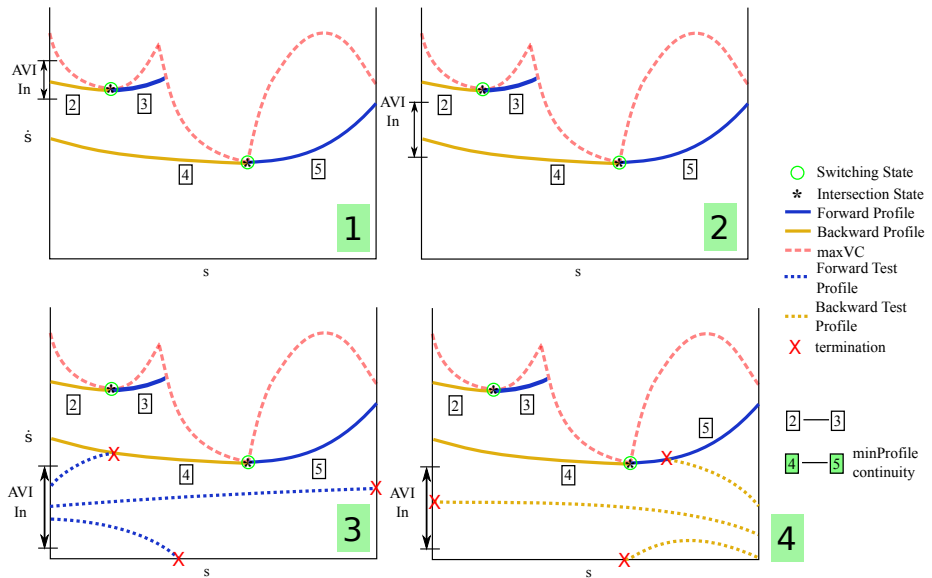 AVI
In
2
3
ṡ
4
5
1
s
AVI
In
2
3
4
5
2
s
Switching State
* Intersection State
Forward Profile
Backward Profile
maxVC
Forward Test
Profile
Backward Test
Profile
X termination
2
3
ṡ
4
5
X
X
X
AVI
In
3
s
2
3
5
4
X
X
X
AVI
In
4
s
2 3
4 5
minProfile
continuity